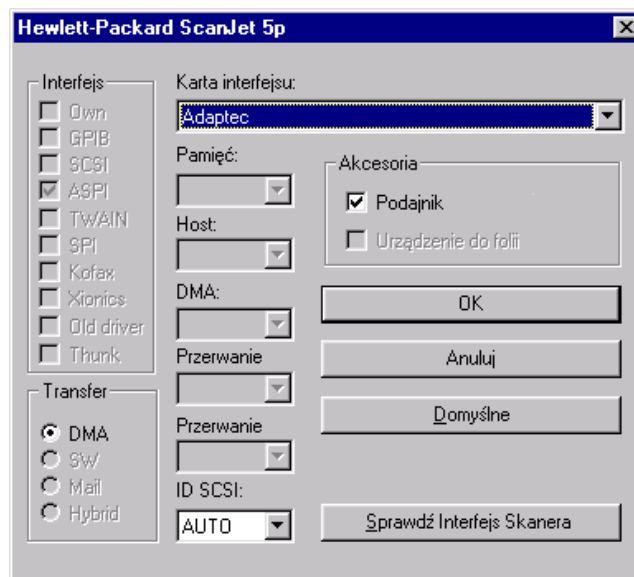 Hewlett-Packard ScanJet 5p
Interfejs
Own
GPIB
SCSI
ASPI
TWAIN
SPI
Kofax
Xionics
Old driver
Thunk
Transfer
DMA
SW
Mail
Hybrid
Karta interfejsu:
Adaptec
Pamięć:
Host:
DMA:
Przerwanie
Przerwanie
ID SCSI:
AUTO
Akcesoria
Podajnik
Urządzenie do folii
OK
Anuluj
Domyślne
Sprawdź Interfejs Skanera